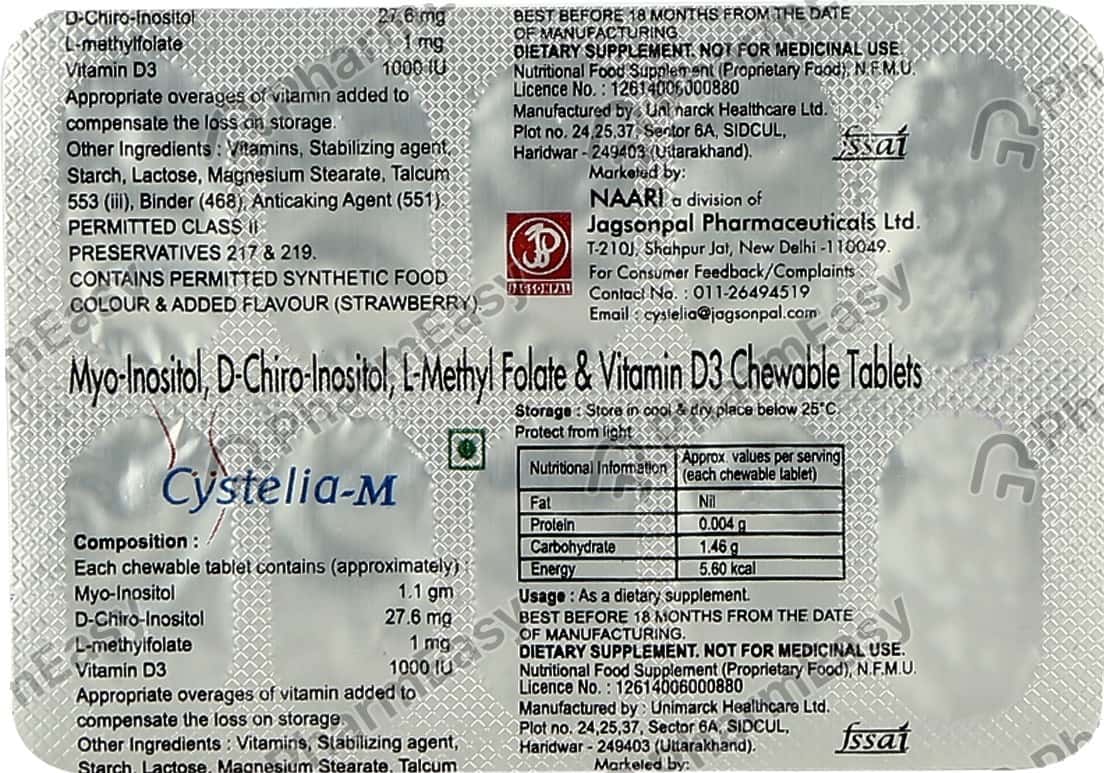 D-Chiro-Inositol 27.6 mg
L-methylfolate 1 mg
Vitamin D3 1000 IU
Appropriate overages of vitamin added to
compensate the loss on storage.
Other Ingredients : Vitamins, Stabilizing agent,
Starch, Lactose, Magnesium Stearate, Talcum
553 (iii), Binder (468), Anticaking Agent (551)
PERMITTED CLASS II
PRESERVATIVES 217 & 219.
CONTAINS PERMITTED SYNTHETIC FOOD
COLOUR & ADDED FLAVOUR (STRAWBERRY)
BEST BEFORE 18 MONTHS FROM THE DATE
OF MANUFACTURING.
DIETARY SUPPLEMENT. NOT FOR MEDICINAL USE.
Nutritional Food Supplement (Proprietary Food), N.F.M.U.
Licence No. : 12614006000880
Manufactured by : Unimarck Healthcare Ltd.
Plot no. 24,25,37, Sector 6A, SIDCUL,
Haridwar - 249403 (Uttarakhand).
fssai
Marketed by:
NAARI a division of
Jagsonpal Pharmaceuticals Ltd.
T-210J, Shahpur Jat, New Delhi -110049.
For Consumer Feedback/Complaints
Contact No. : 011-26494519
Email : cystelia@jagsonpal.com
JAGSONPAL
Myo-Inositol, D-Chiro-Inositol, L-Methyl Folate & Vitamin D3 Chewable Tablets
Cystelia-M
Composition :
Each chewable tablet contains (approximately) :
Myo-Inositol 1.1 gm
D-Chiro-Inositol 27.6 mg
L-methylfolate 1 mg
Vitamin D3 1000 IU
Appropriate overages of vitamin added to
compensate the loss on storage.
Other Ingredients : Vitamins, Stabilizing agent,
Starch, Lactose, Magnesium Stearate, Talcum
Storage : Store in cool & dry place below 25°C.
Protect from light
Nutritional Information Approx. values per serving
(each chewable tablet)
Fat Nil
Protein 0.004 g
Carbohydrate 1.46 g
Energy 5.60 kcal
Usage : As a dietary supplement.
BEST BEFORE 18 MONTHS FROM THE DATE
OF MANUFACTURING.
DIETARY SUPPLEMENT. NOT FOR MEDICINAL USE.
Nutritional Food Supplement (Proprietary Food), N.F.M.U.
Licence No. : 12614006000880
Manufactured by : Unimarck Healthcare Ltd.
Plot no. 24,25,37, Sector 6A, SIDCUL,
Haridwar - 249403 (Uttarakhand).
fssai
Marketed by:
PharmEasy